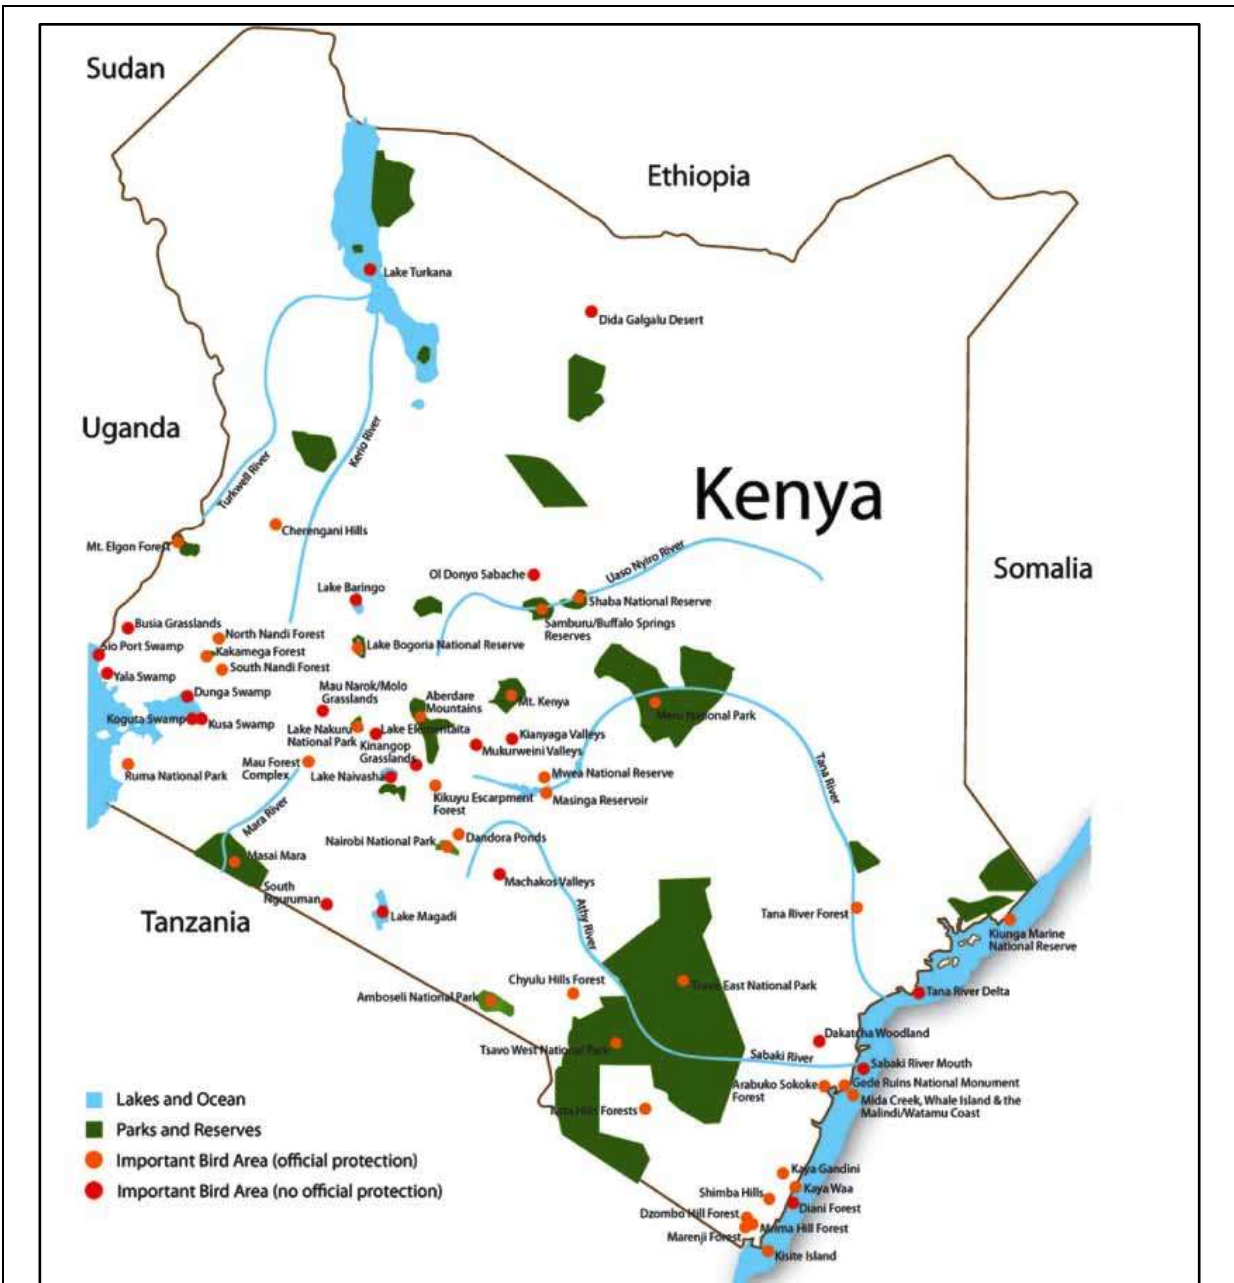 Sudan
Ethiopia
Lake Turkana
Dida Galgalu Desert
Uganda
Kerio River
Turkwell River
Kenya
Cherengani Hills
Mt. Elgon Forest
Uaso Nyiro River
Somalia
Ol Donyo Sabache
Lake Baringo
Shaba National Reserve
Samburu/Buffalo Springs
Reserves
Busia Grasslands
North Nandi Forest
Sio Port Swamp
Kakamega Forest
Lake Bogoria National Reserve
South Nandi Forest
Yala Swamp
Dunga Swamp
Mau Narok/Molo
Grasslands
Aberdare
Mountains
Mt. Kenya
Meru National Park
Koguta Swamp
Kusa Swamp
Lake Nakuru
National Park
Lake Elementaita
Kianyaga Valleys
Kinangop
Grasslands
Mukurweini Valleys
Mau Forest
Complex
Ruma National Park
Lake Naivasha
Mwea National Reserve
Tana River
Kikuyu Escarpment
Forest
Masinga Reservoir
Mara River
Nairobi National Park
Dandora Ponds
Masai Mara
Machakos Valleys
South
Nguruman
Tanzania
Lake Magadi
Athy River
Tana River Forest
Kiunga Marine
National Reserve
Chyulu Hills Forest
Tsavo East National Park
Amboseli National Park
Tana River Delta
Dakatcha Woodland
Tsavo West National Park
Sabaki River
Sabaki River Mouth
Arabuko Sokoke
Forest
Gede Ruins National Monument
Mida Creek, Whale Island & the
Malindi/Watamu Coast
Taita Hills Forests
Lakes and Ocean
Parks and Reserves
Important Bird Area (official protection)
Important Bird Area (no official protection)
Kaya Gandini
Kaya Waa
Shimba Hills
Diani Forest
Dzombo Hill Forest
Mrima Hill Forest
Marenji Forest
Kisite Island